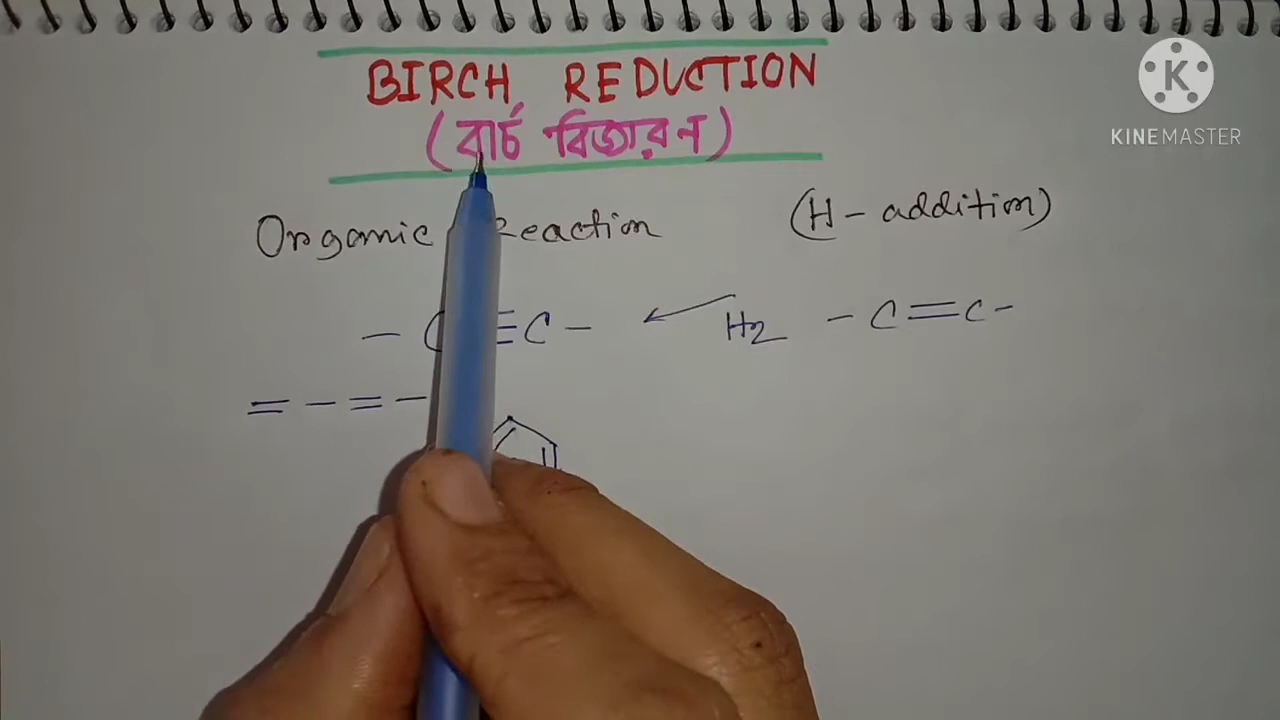 BIRCH REDUCTION
(বার্চ বিজারণ)
Organic Reaction (H - addition)
- C ≡ C - H2 - C = C -
= - = -
K
KINEMASTER